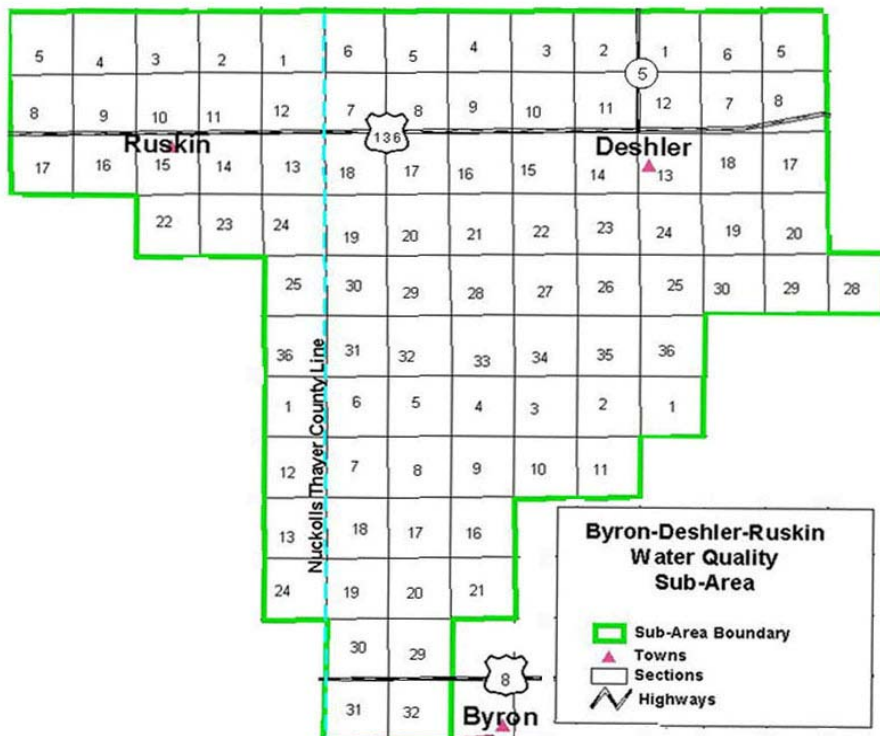 5 4 3 2 1 6 5 4 3 2 1 6 5
5
8 9 10 11 12 7 8 9 10 11 12 7 8
136
Ruskin Deshler
17 16 15 14 13 18 17 16 15 14 13 18 17
22 23 24 19 20 21 22 23 24 19 20
25 30 29 28 27 26 25 30 29 28
36 31 32 33 34 35 36
Nuckolls Thayer County Line
1 6 5 4 3 2 1
12 7 8 9 10 11
13 18 17 16
24 19 20 21
30 29
8
31 32
Byron
Byron-Deshler-Ruskin
Water Quality
Sub-Area
Sub-Area Boundary
Towns
Sections
Highways